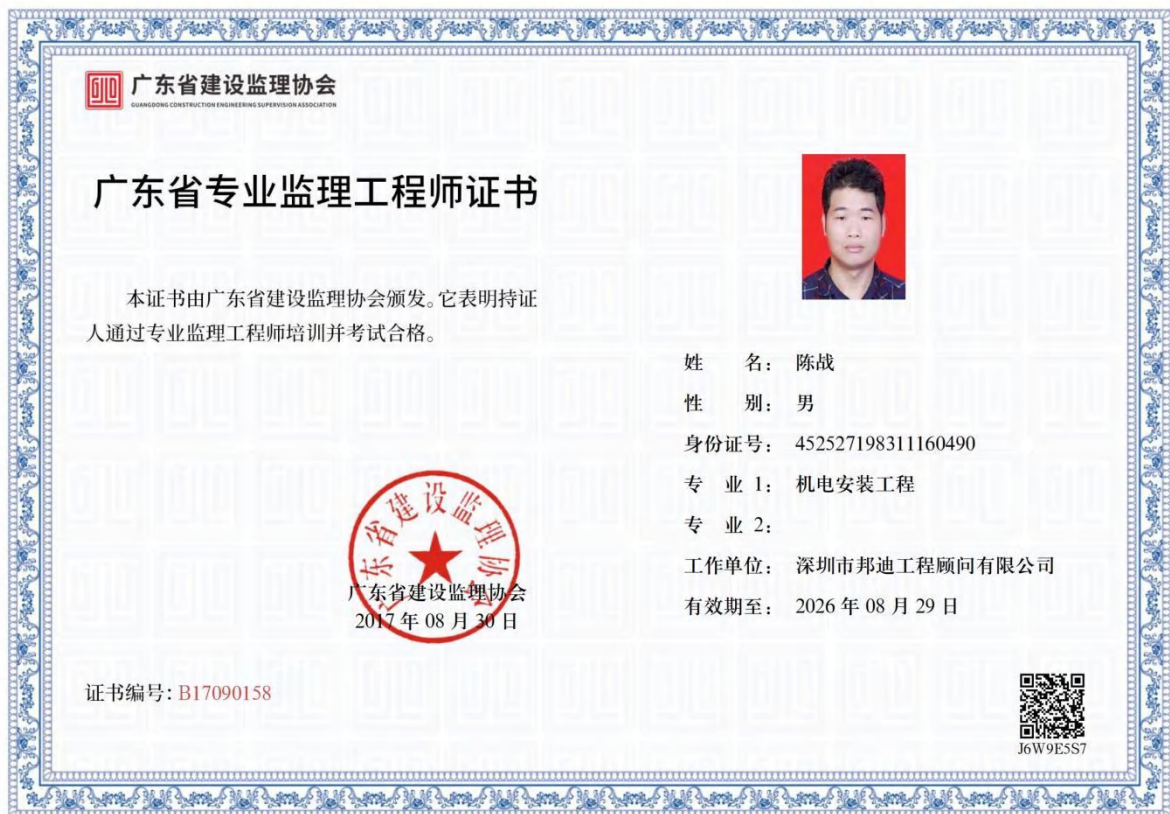 广东省建设监理协会
GUANGDONG CONSTRUCTION ENGINEERING SUPERVISION ASSOCIATION
广东省专业监理工程师证书
本证书由广东省建设监理协会颁发。它表明持证
人通过专业监理工程师培训并考试合格。
姓 名: 陈战
性 别: 男
身份证号: 452527198311160490
专 业 1: 机电安装工程
专 业 2:
工作单位: 深圳市邦迪工程顾问有限公司
有效期至: 2026 年 08 月 29 日
广东省建设监理协会
广东省建设监理协会
2017 年 08 月 30 日
证书编号: B17090158
J6W9E5S7